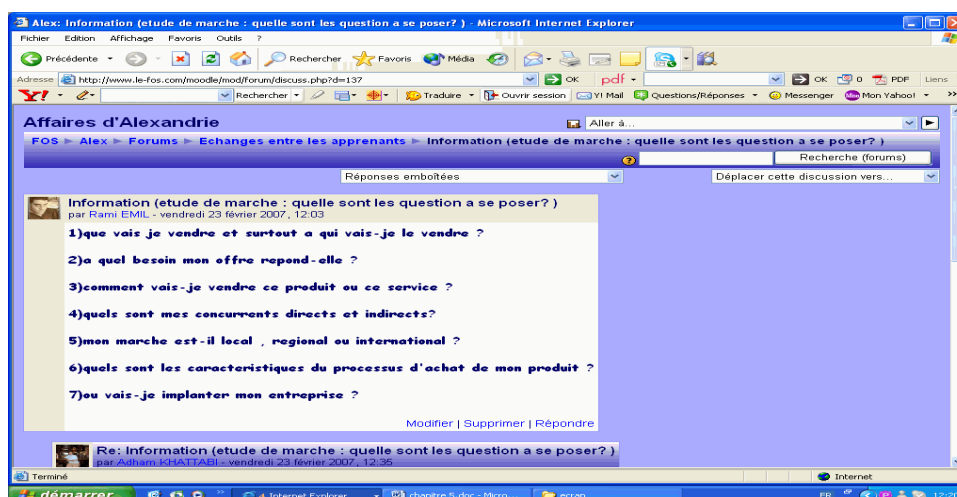 Alex: Information (etude de marche : quelle sont les question a se poser? ) - Microsoft Internet Explorer
Fichier Edition Affichage Favoris Outils ?
Précédente Rechercher Favoris Média
Adresse http://www.le-fos.com/moodle/mod/forum/discuss.php?d=137 OK pdf OK 0 PDF Liens
Y! Rechercher Traduire Ouvrir session Y! Mail Questions/Réponses Messenger Mon Yahoo! »
Affaires d'Alexandrie Aller à...
FOS ► Alex ► Forums ► Echanges entre les apprenants ► Information (etude de marche : quelle sont les question a se poser? )
? Recherche (forums)
Réponses emboîtées Déplacer cette discussion vers...
Information (etude de marche : quelle sont les question a se poser? )
par Rami EMIL - vendredi 23 février 2007, 12:03
1)que vais je vendre et surtout a qui vais-je le vendre ?
2)a quel besoin mon offre repond-elle ?
3)comment vais-je vendre ce produit ou ce service ?
4)quels sont mes concurrents directs et indirects?
5)mon marche est-il local , regional ou international ?
6)quels sont les caracteristiques du processus d'achat de mon produit ?
7)ou vais-je implanter mon entreprise ?
Modifier | Supprimer | Répondre
Re: Information (etude de marche : quelle sont les question a se poser? )
par Adham KHATTABI - vendredi 23 février 2007, 12:35
Terminé Internet
démarrer » 4 Internet Explorer chapitre 5.doc - Micro... ecran FR 12:20